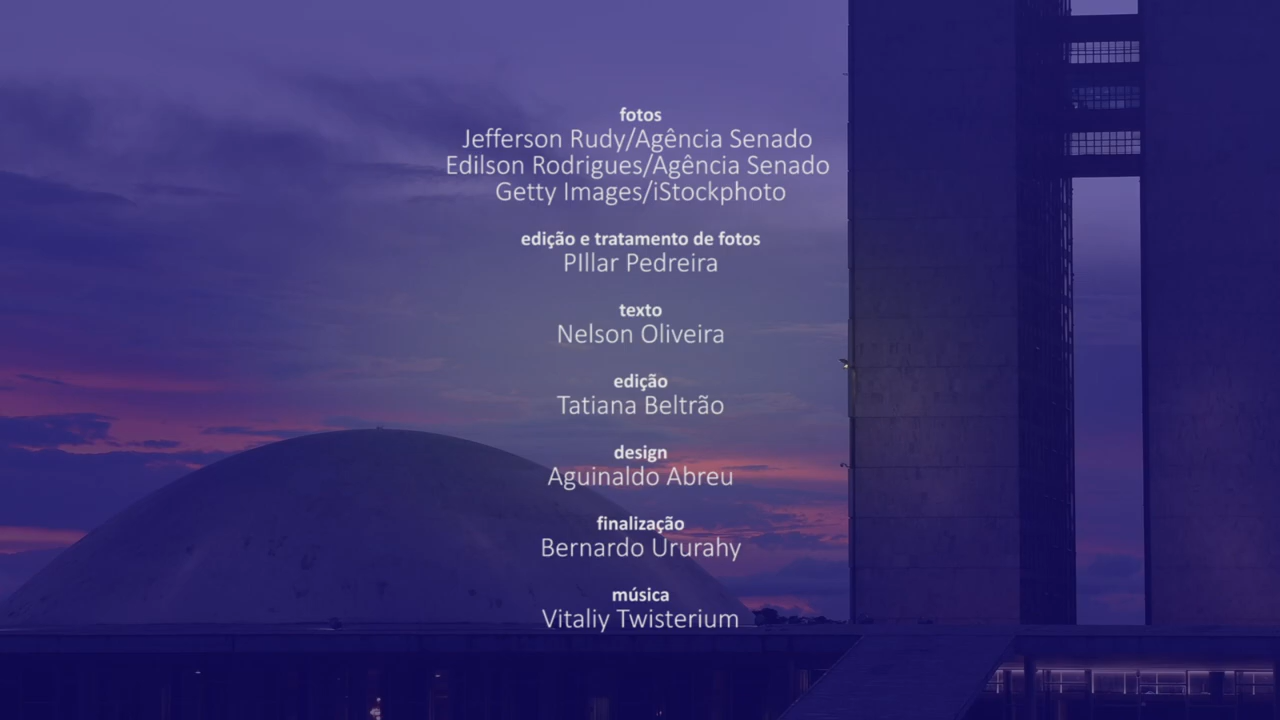 fotos
Jefferson Rudy/Agência Senado
Edilson Rodrigues/Agência Senado
Getty Images/iStockphoto
edição e tratamento de fotos
PIllar Pedreira
texto
Nelson Oliveira
edição
Tatiana Beltrão
design
Aguinaldo Abreu
finalização
Bernardo Ururahy
música
Vitaliy Twisterium